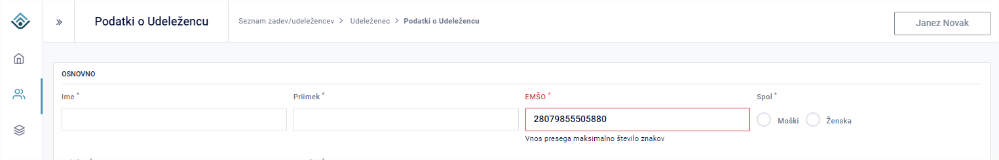 Podatki o Udeležencu
Seznam zadev/udeležencev > Udeleženec > Podatki o Udeležencu
Janez Novak
OSNOVNO
Ime * Priimek * EMŠO * Spol *
28079855505880 Moški Ženska
Vnos presega maksimalno število znakov